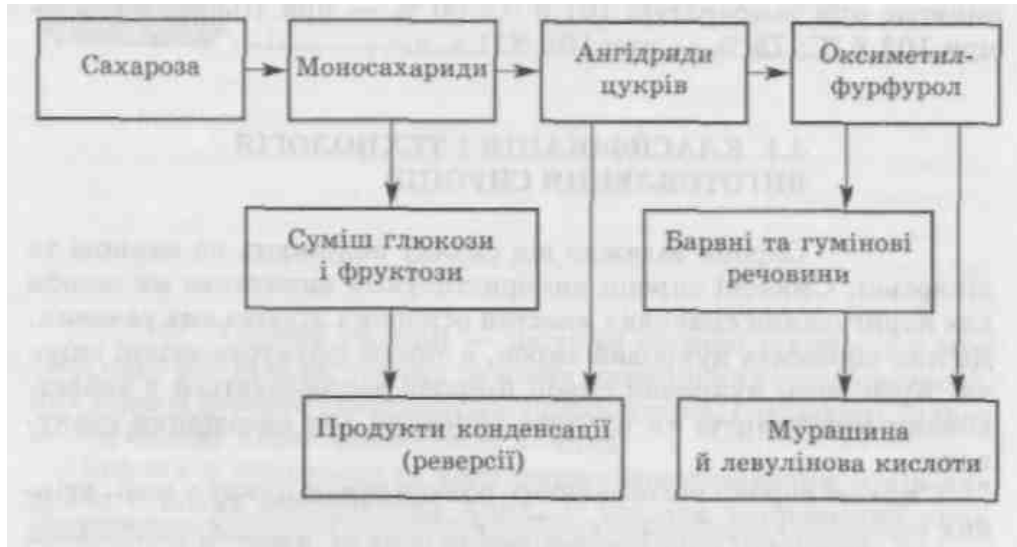 Сахароза
Моносахариди
Ангідриди
цукрів
Оксиметил-
фурфурол
Суміш глюкози
і фруктози
Барвні та гумінові
речовини
Продукти конденсації
(реверсії)
Мурашина
й левулінова кислоти